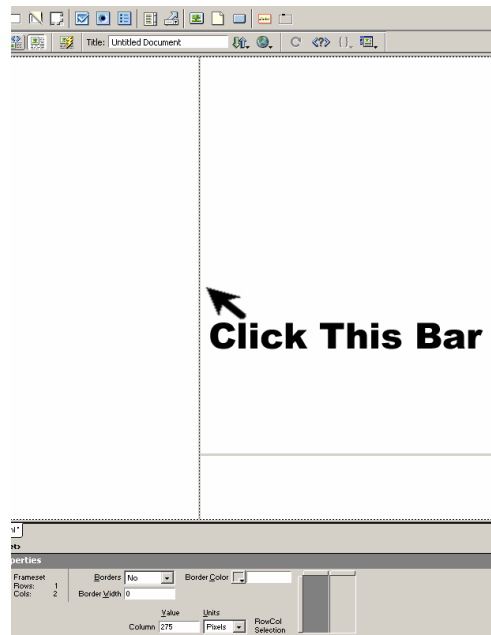 Title: Untitled Document
Click This Bar
Frameset
Rows: 1
Cols: 2
Borders No
Border Color
Border Width 0
Value Units
Column 275 Pixels
RowCol
Selection